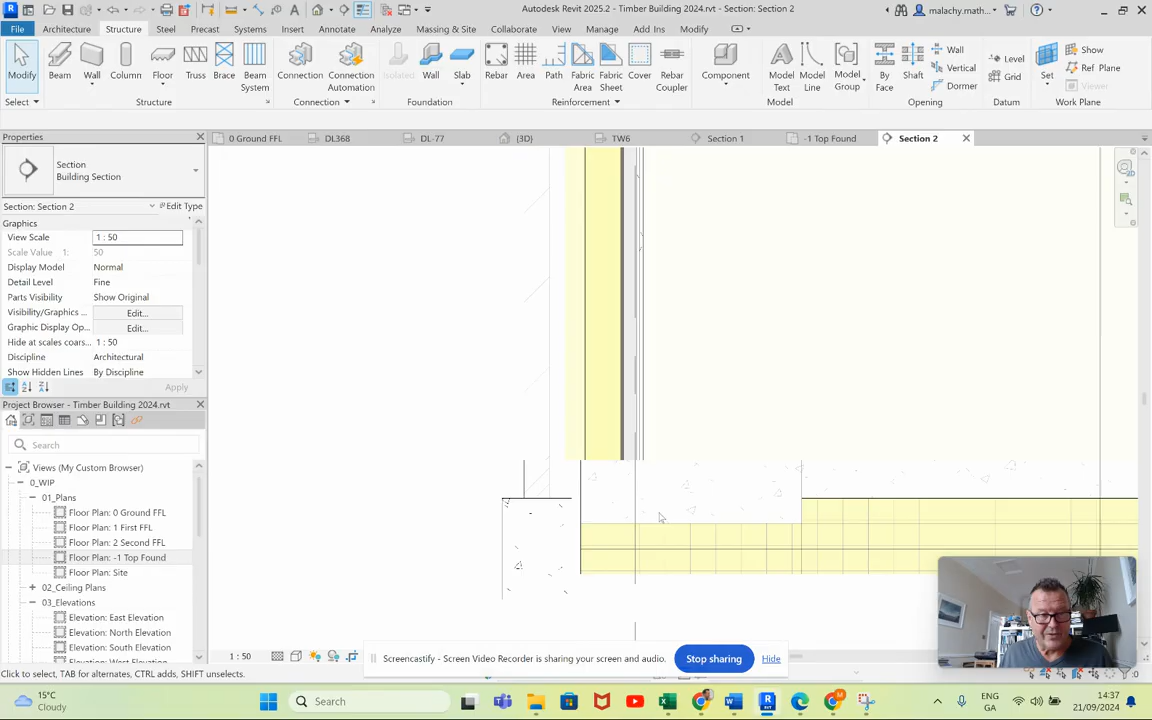 Autodesk Revit 2025.2 - Timber Building 2024.rvt - Section: Section 2
malachy.math...
File
Architecture
Structure
Steel
Precast
Systems
Insert
Annotate
Analyze
Massing & Site
Collaborate
View
Manage
Add Ins
Modify
Modify
Beam
Wall
Column
Floor
Truss
Brace
Beam
System
Connection
Connection
Automation
Isolated
Wall
Slab
Rebar
Area
Path
Fabric
Area
Fabric
Sheet
Cover
Rebar
Coupler
Component
Model
Text
Model
Line
Model
Group
By
Face
Shaft
Wall
Vertical
Dormer
Level
Grid
Set
Show
Ref Plane
Viewer
Select
Structure
Connection
Foundation
Reinforcement
Model
Opening
Datum
Work Plane
Properties
0 Ground FFL
DL368
DL-77
{3D}
TW6
Section 1
-1 Top Found
Section 2
Section
Building Section
Section: Section 2
Edit Type
Graphics
View Scale
1 : 50
Scale Value 1:
50
Display Model
Normal
Detail Level
Fine
Parts Visibility
Show Original
Visibility/Graphics ...
Edit...
Graphic Display Op...
Edit...
Hide at scales coars...
1 : 50
Discipline
Architectural
Show Hidden Lines
By Discipline
Apply
Project Browser - Timber Building 2024.rvt
Search
Views (My Custom Browser)
0_WIP
01_Plans
Floor Plan: 0 Ground FFL
Floor Plan: 1 First FFL
Floor Plan: 2 Second FFL
Floor Plan: -1 Top Found
Floor Plan: Site
02_Ceiling Plans
03_Elevations
Elevation: East Elevation
Elevation: North Elevation
Elevation: South Elevation
1 : 50
Screencastify - Screen Video Recorder is sharing your screen and audio.
Stop sharing
Hide
Click to select, TAB for alternates, CTRL adds, SHIFT unselects.
:0
15°C
Cloudy
Search
ENG
GA
14:37
21/09/2024